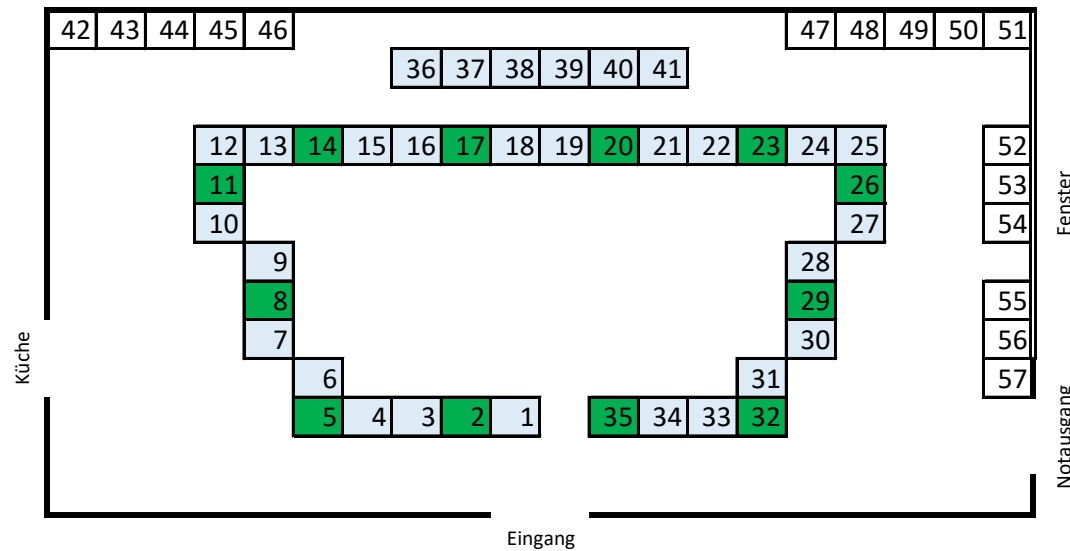 42 43 44 45 46 47 48 49 50 51
36 37 38 39 40 41
12 13 14 15 16 17 18 19 20 21 22 23 24 25 52
11 26 53
10 27 54
Fenster
9 28
8 29 55
7 30 56
Küche
6 31 57
5 4 3 2 1 35 34 33 32
Notausgang
Eingang